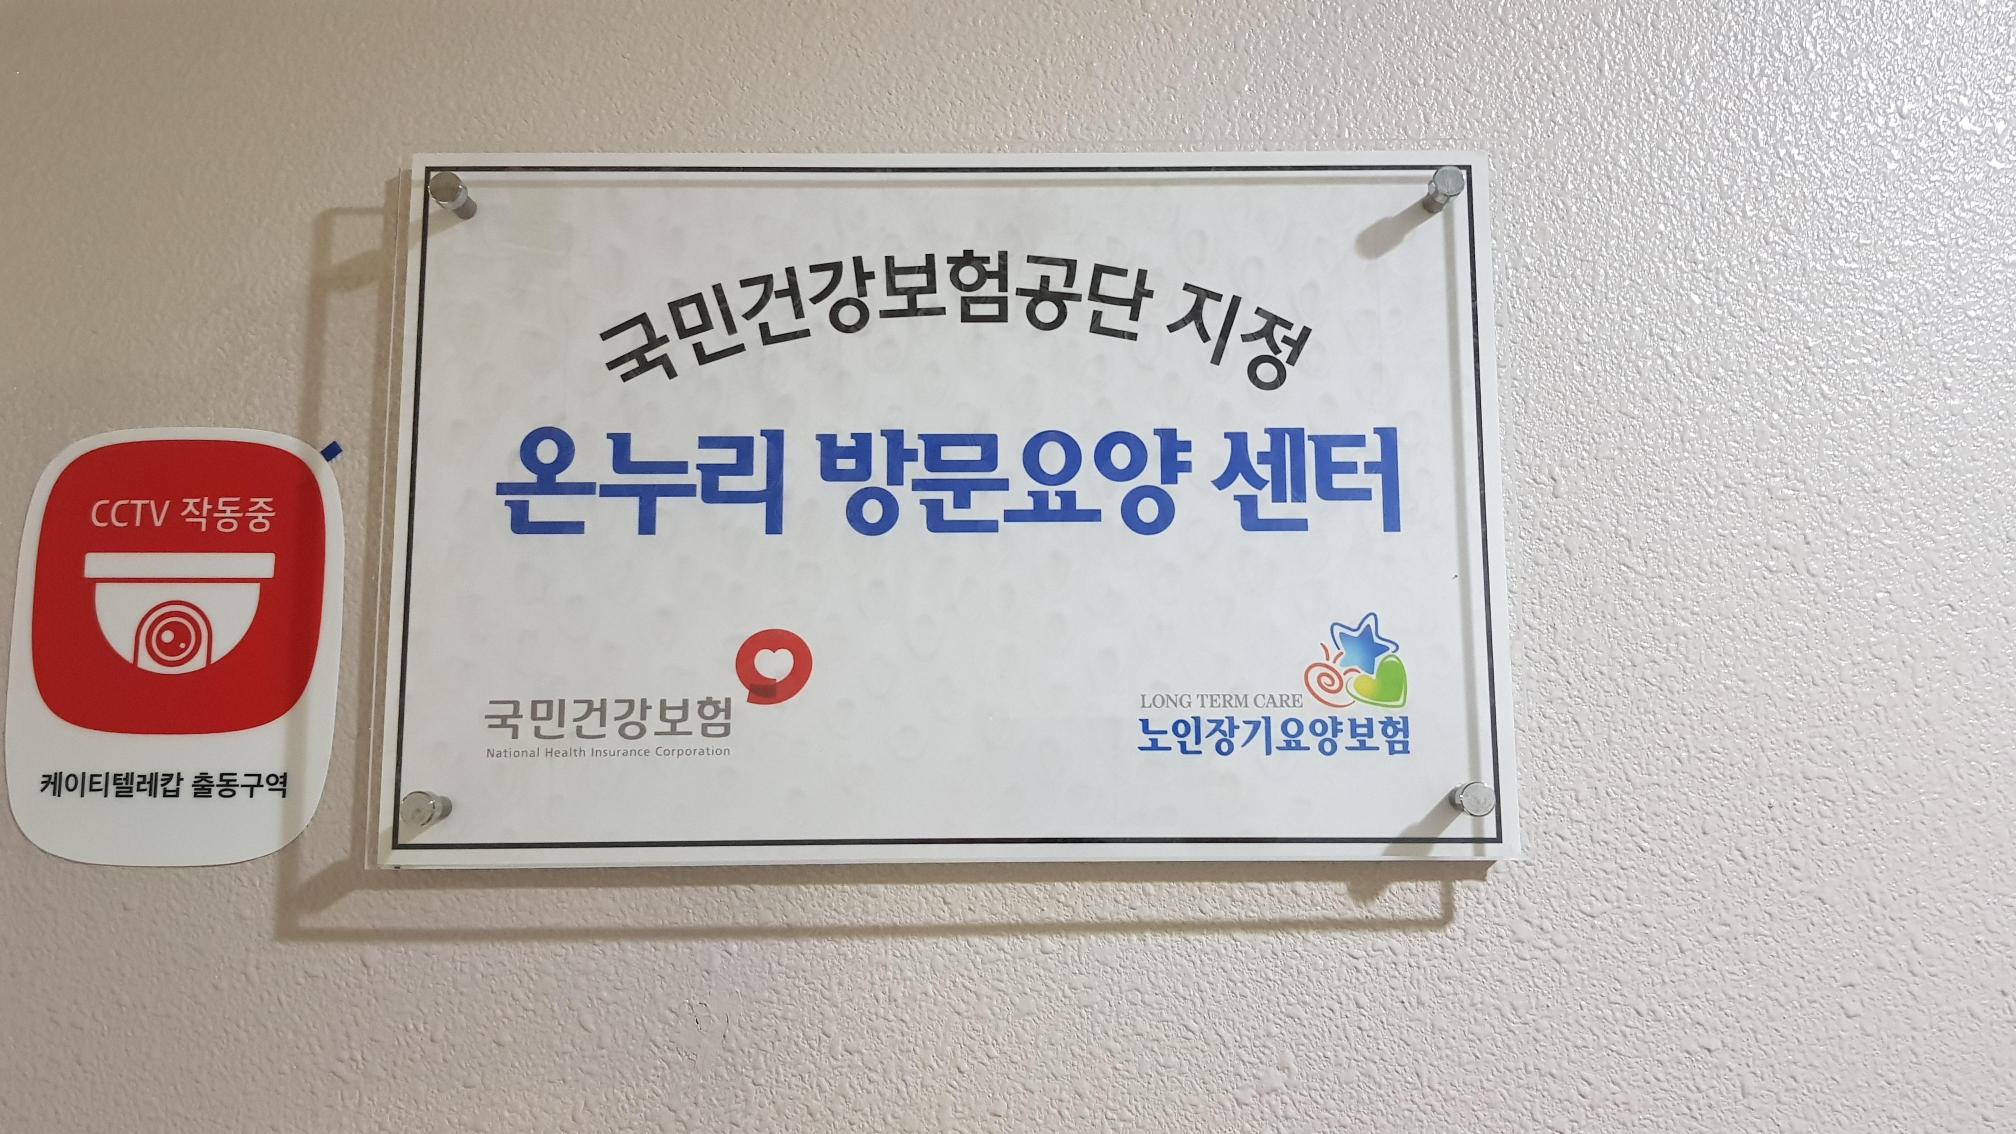 국민건강보험공단 지정
온누리 방문요양 센터
국민건강보험
National Health Insurance Corporation
LONG TERM CARE
노인장기요양보험
CCTV 작동중
케이티텔레캅 출동구역